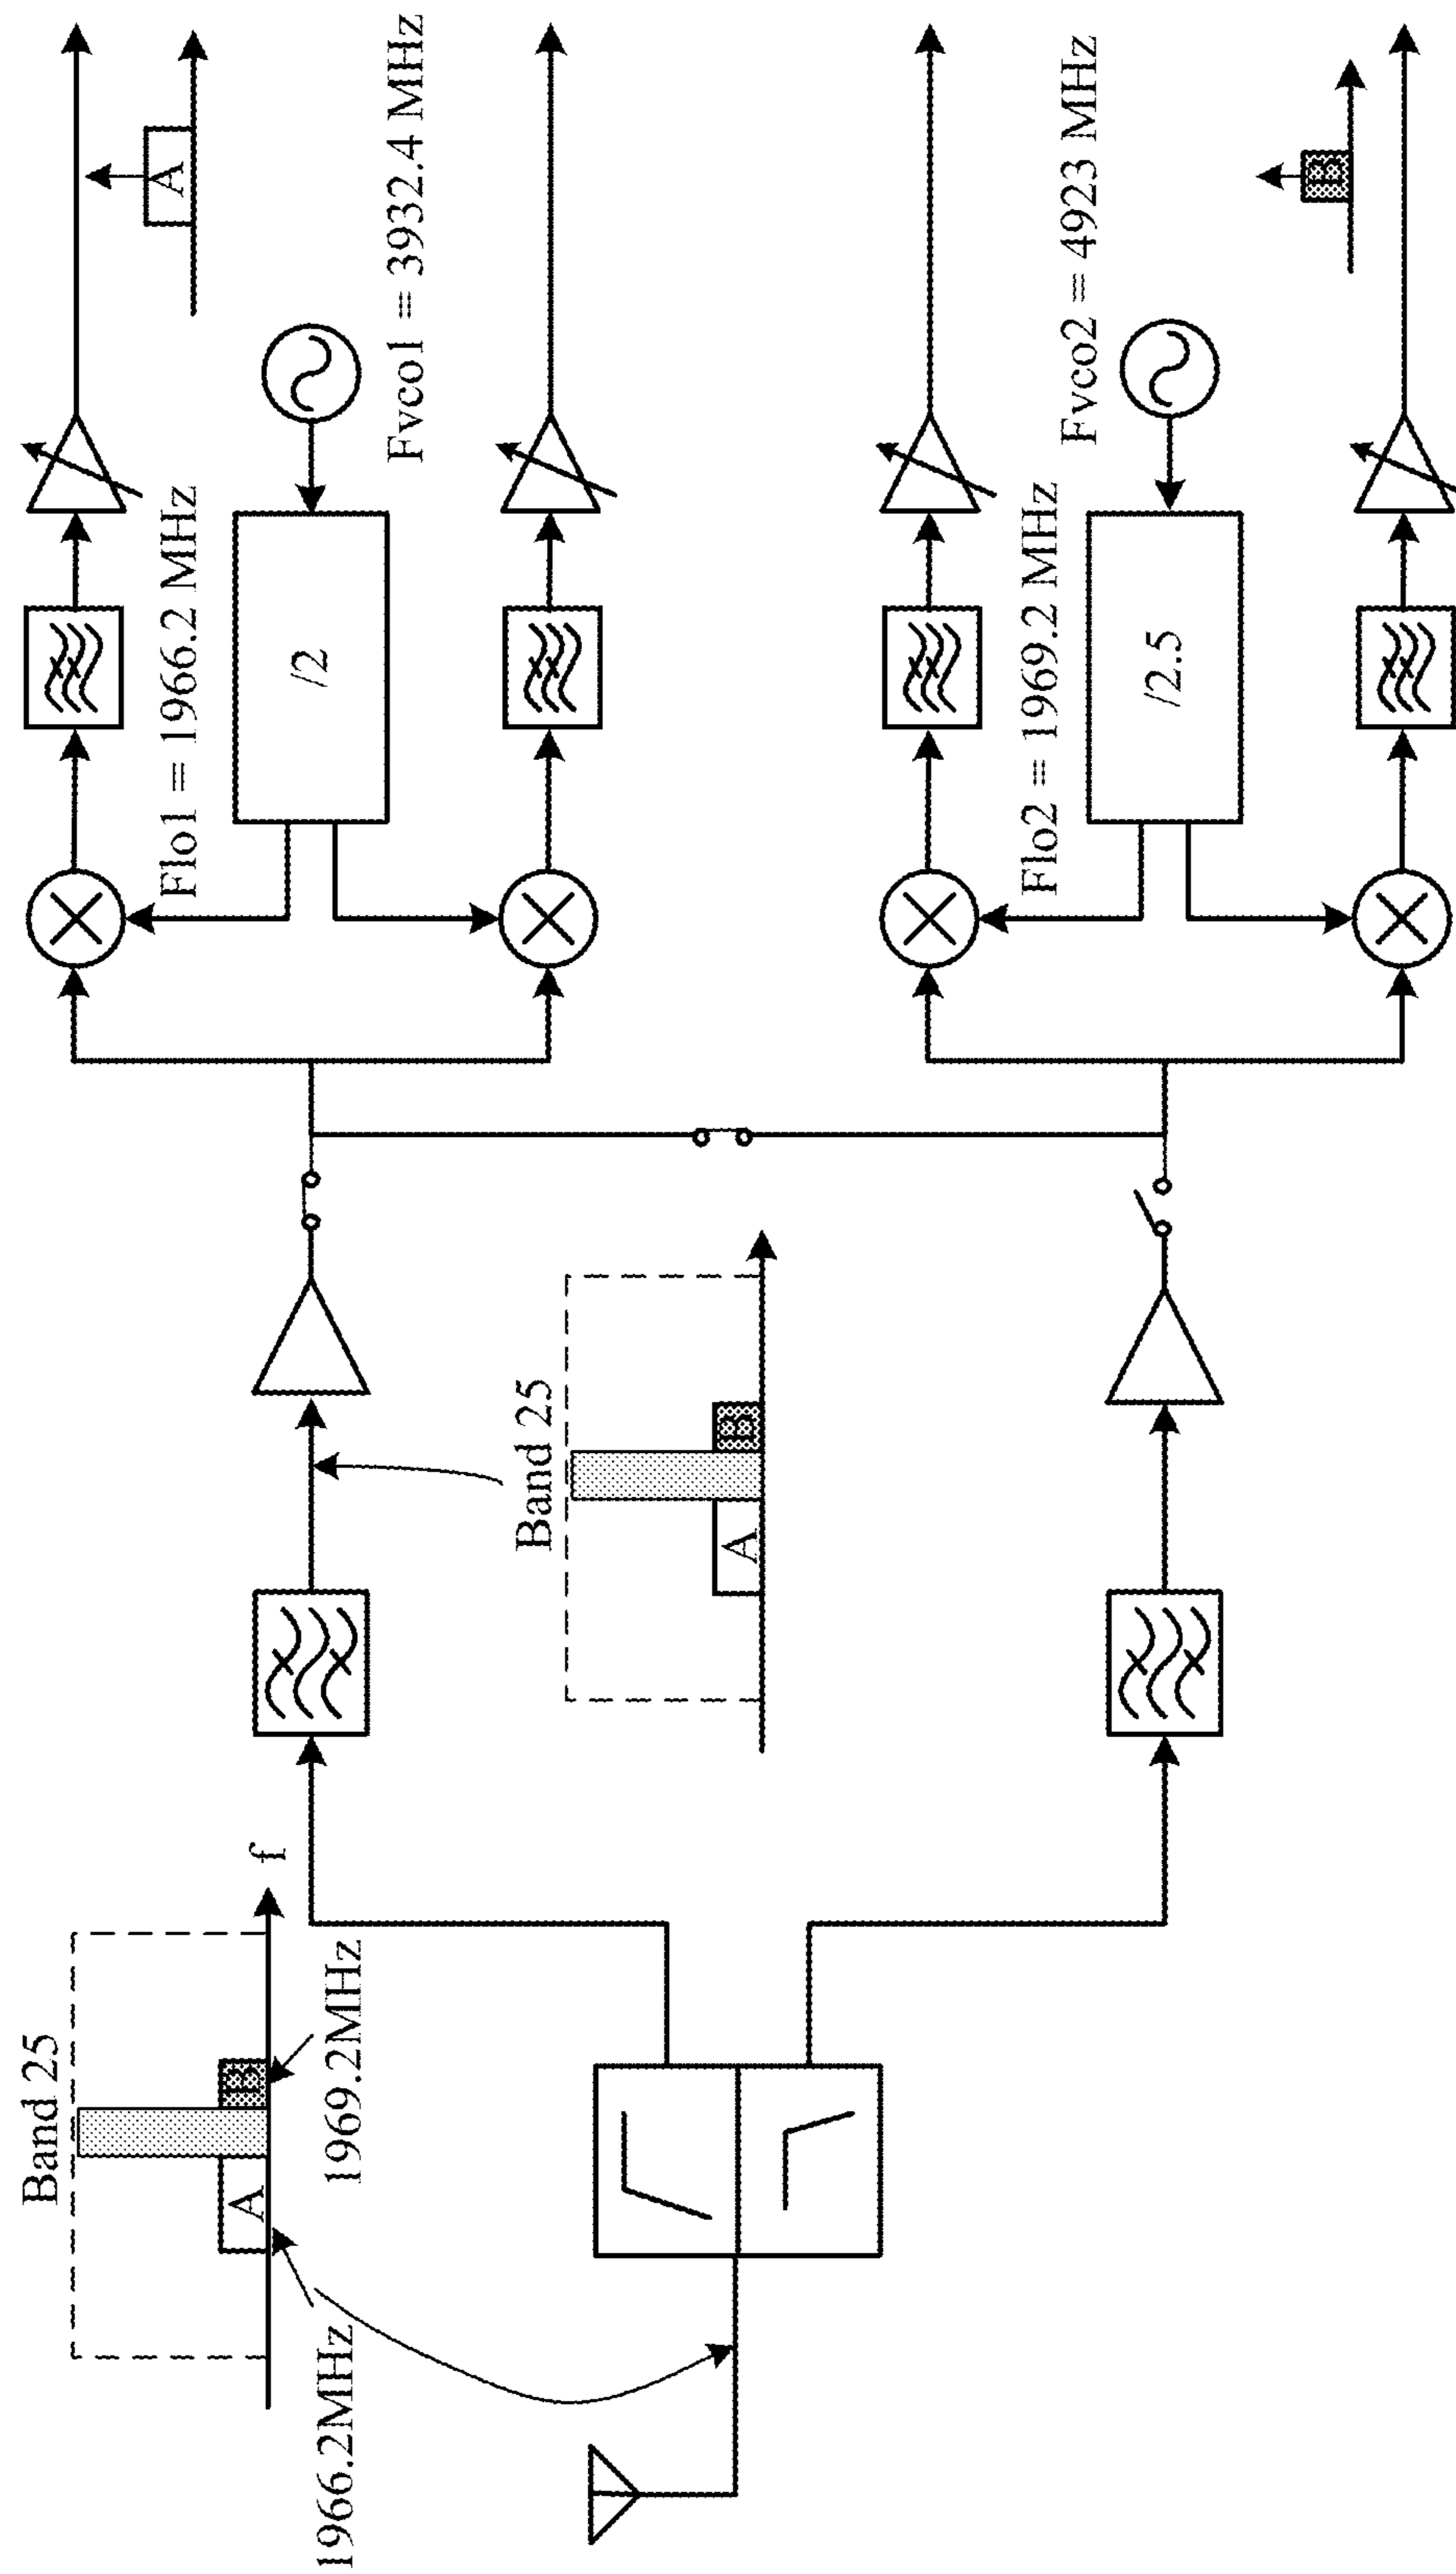 Band 25
A
B
f
1966.2MHz
1969.2MHz
Band 25
A
B
Flo1 = 1966.2 MHz
/2
Fvco1 = 3932.4 MHz
A
Flo2 = 1969.2 MHz
/2.5
Fvco2 = 4923 MHz
B